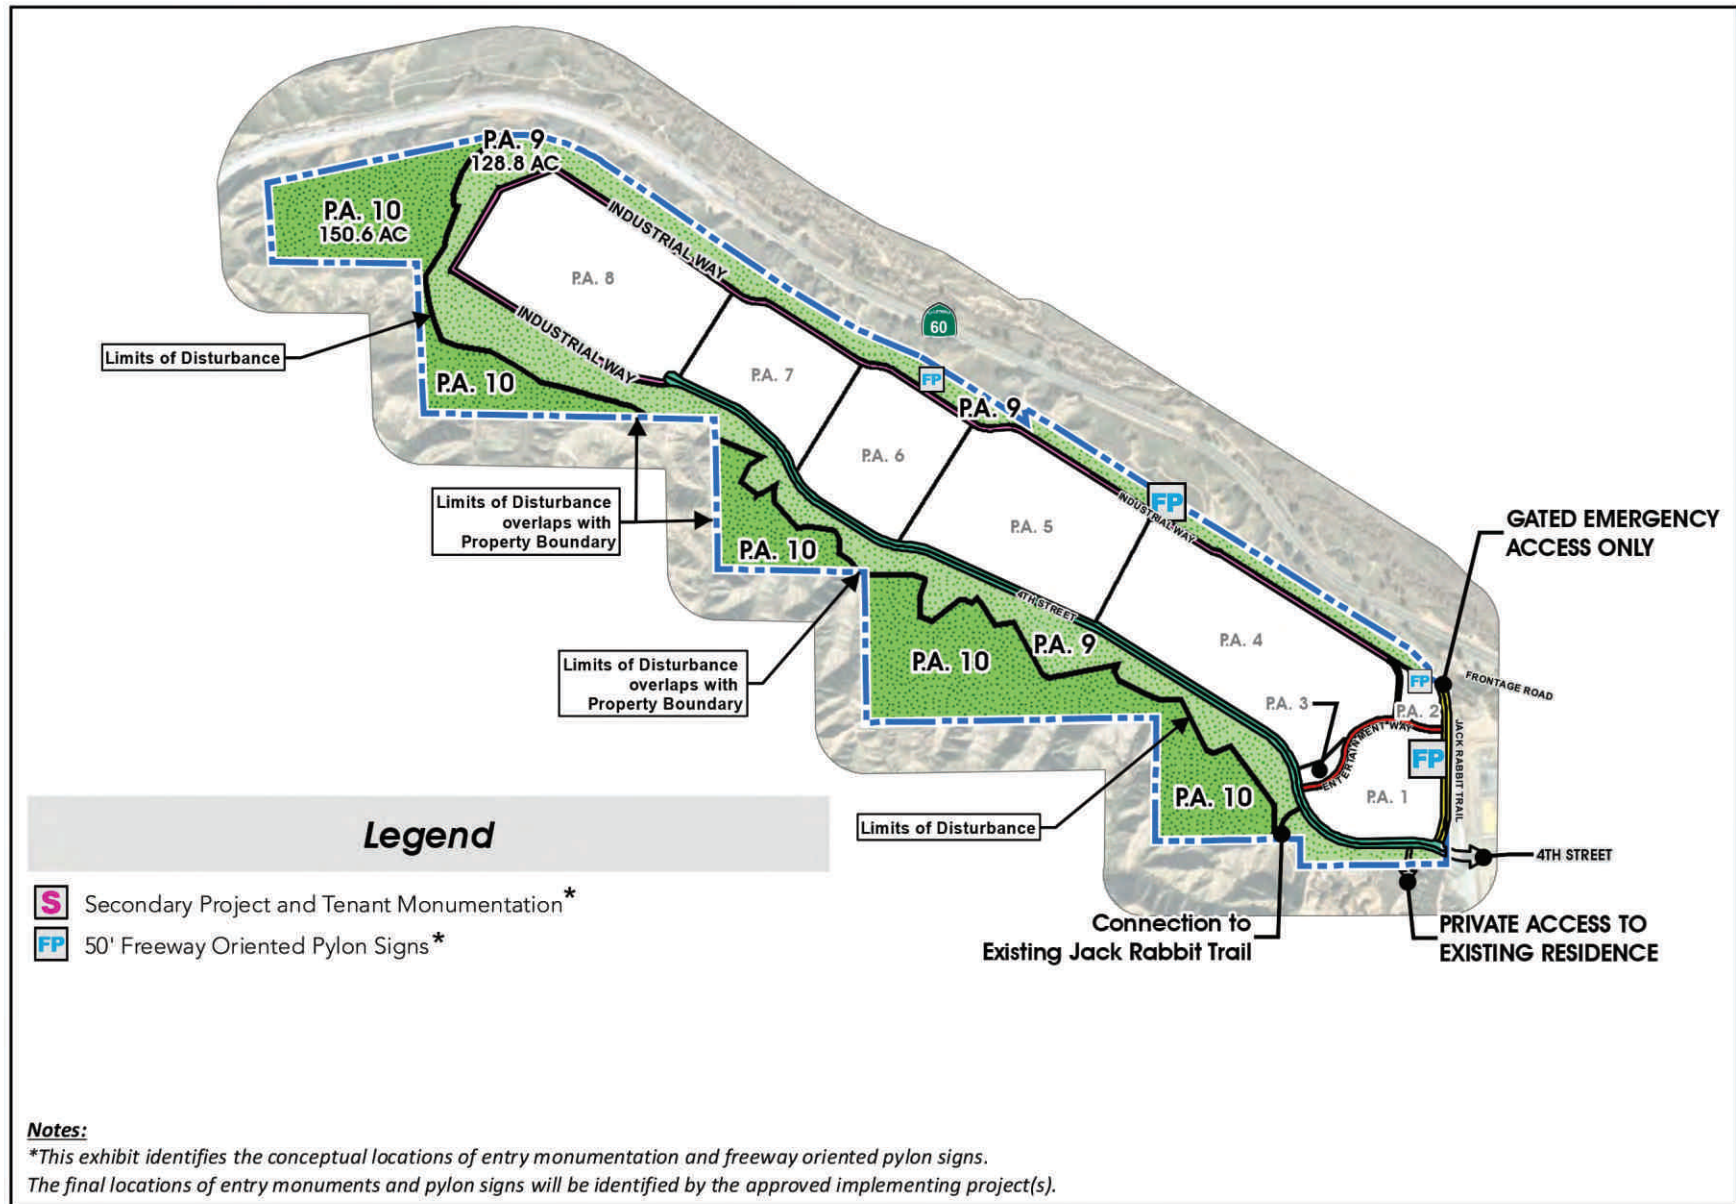 P.A. 9
128.8 AC
P.A. 10
150.6 AC
INDUSTRIAL WAY
P.A. 8
INDUSTRIAL WAY
60
Limits of Disturbance
P.A. 7
FP
P.A. 10
P.A. 9
P.A. 6
FP
INDUSTRIAL WAY
Limits of Disturbance
overlaps with
Property Boundary
P.A. 5
GATED EMERGENCY
ACCESS ONLY
P.A. 10
4TH STREET
P.A. 9
P.A. 4
P.A. 10
Limits of Disturbance
overlaps with
Property Boundary
FP
FRONTAGE ROAD
P.A. 3
P.A. 2
ENTERTAINMENT WAY
JACK RABBIT TRAIL
FP
P.A. 10
P.A. 1
Limits of Disturbance
4TH STREET
Connection to
Existing Jack Rabbit Trail
PRIVATE ACCESS TO
EXISTING RESIDENCE
Legend
S Secondary Project and Tenant Monumentation*
FP 50' Freeway Oriented Pylon Signs*
Notes:
*This exhibit identifies the conceptual locations of entry monumentation and freeway oriented pylon signs.
The final locations of entry monuments and pylon signs will be identified by the approved implementing project(s).